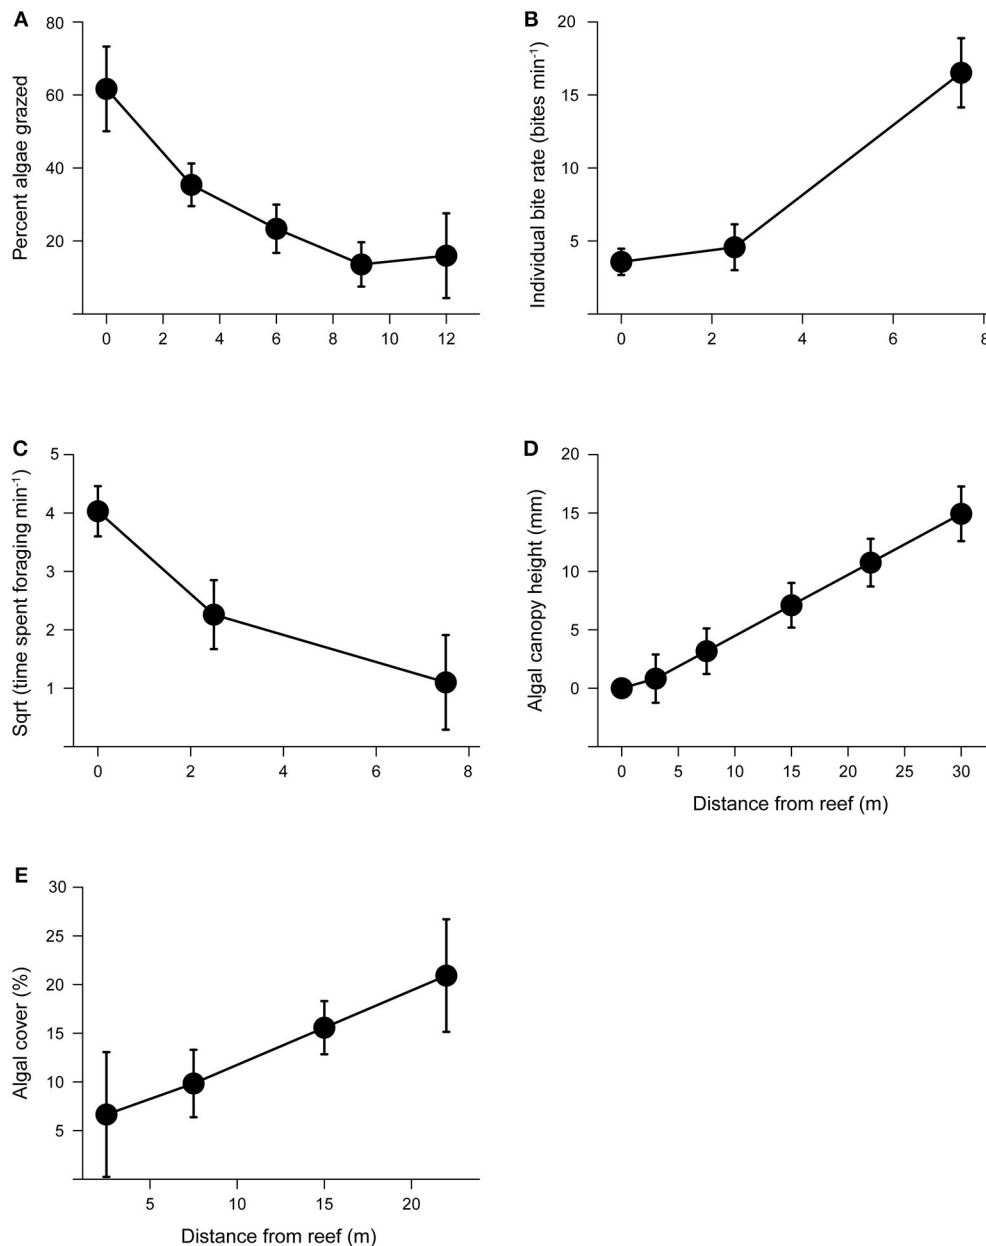 A
Percent algae grazed
80
60
40
20
0 2 4 6 8 10 12
B
Individual bite rate (bites min⁻¹)
20
15
10
5
0 2 4 6 8
C
Sqrt (time spent foraging min⁻¹)
5
4
3
2
1
0 2 4 6 8
D
Algal canopy height (mm)
20
15
10
5
0
0 5 10 15 20 25 30
Distance from reef (m)
E
Algal cover (%)
30
25
20
15
10
5
5 10 15 20
Distance from reef (m)